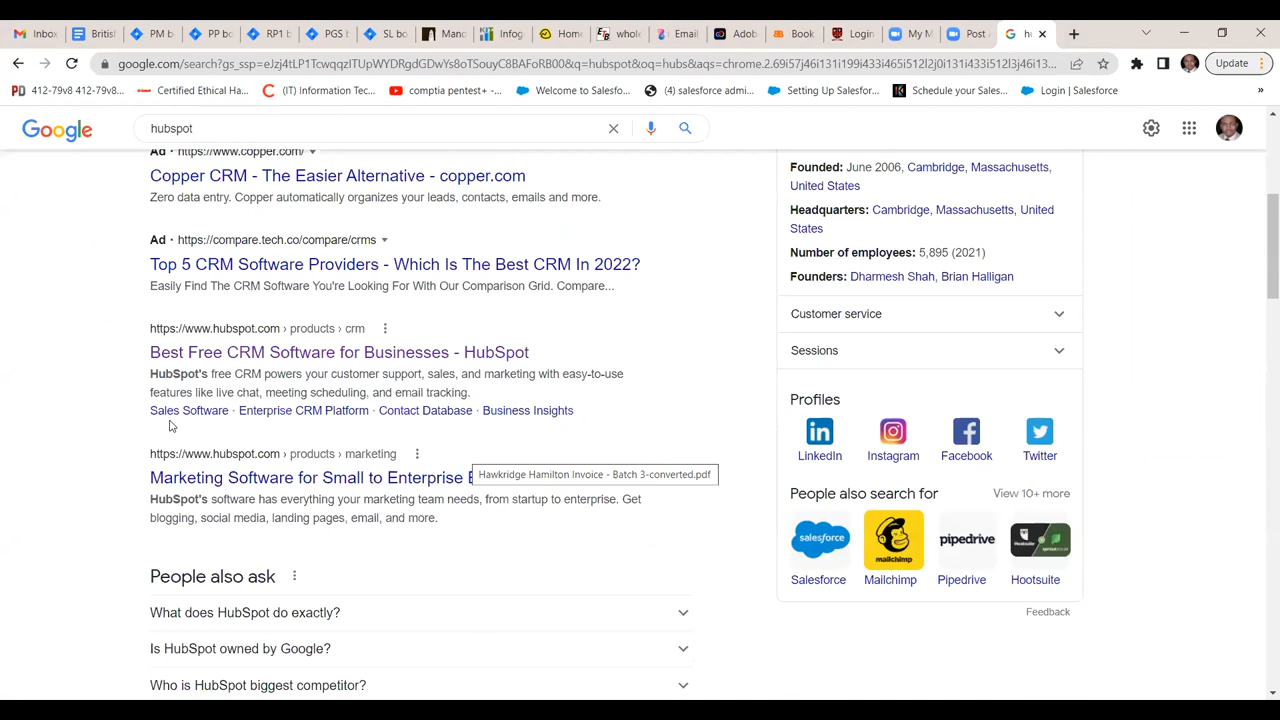 Inbox
British
PM b
PP bo
RP1 b
PGS b
SL bo
Mano
KIT Infog
Home
ETB whole
Email
Adob
Book
Login
My M
Post A
G
Update
google.com/search?gs_ssp=eJzj4tLP1TcwqqzITUpWYDRgdGDwYs8oTSouyC8BAFoRB00&q=hubspot&oq=hubs&aqs=chrome.2.69i57j46i131i199i433i465i512l2j0i131i433i512l3j46i13...
PD 412-79v8 412-79v8...
Certified Ethical Ha...
(IT) Information Tec...
comptia pentest+ -...
Welcome to Salesfo...
(4) salesforce admi...
Setting Up Salesfor...
Schedule your Sales...
Login | Salesforce
»
Google
hubspot
Ad · https://www.copper.com/
Copper CRM - The Easier Alternative - copper.com
Zero data entry. Copper automatically organizes your leads, contacts, emails and more.
Ad · https://compare.tech.co/compare/crms
Top 5 CRM Software Providers - Which Is The Best CRM In 2022?
Easily Find The CRM Software You're Looking For With Our Comparison Grid. Compare...
https://www.hubspot.com › products › crm
Best Free CRM Software for Businesses - HubSpot
HubSpot's free CRM powers your customer support, sales, and marketing with easy-to-use
features like live chat, meeting scheduling, and email tracking.
Sales Software · Enterprise CRM Platform · Contact Database · Business Insights
https://www.hubspot.com › products › marketing
Marketing Software for Small to Enterprise
Hawkridge Hamilton Invoice - Batch 3-converted.pdf
HubSpot's software has everything your marketing team needs, from startup to enterprise. Get
blogging, social media, landing pages, email, and more.
People also ask
What does HubSpot do exactly?
Is HubSpot owned by Google?
Who is HubSpot biggest competitor?
Founded: June 2006, Cambridge, Massachusetts,
United States
Headquarters: Cambridge, Massachusetts, United
States
Number of employees: 5,895 (2021)
Founders: Dharmesh Shah, Brian Halligan
Customer service
Sessions
Profiles
LinkedIn
Instagram
Facebook
Twitter
People also search for
View 10+ more
salesforce
pipedrive
Salesforce
Mailchimp
Pipedrive
Hootsuite
Feedback